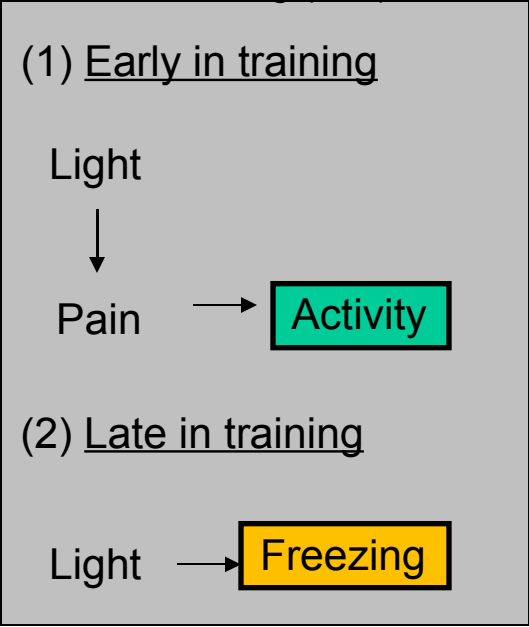 (1) Early in training
Light
Pain
Activity
(2) Late in training
Light
Freezing